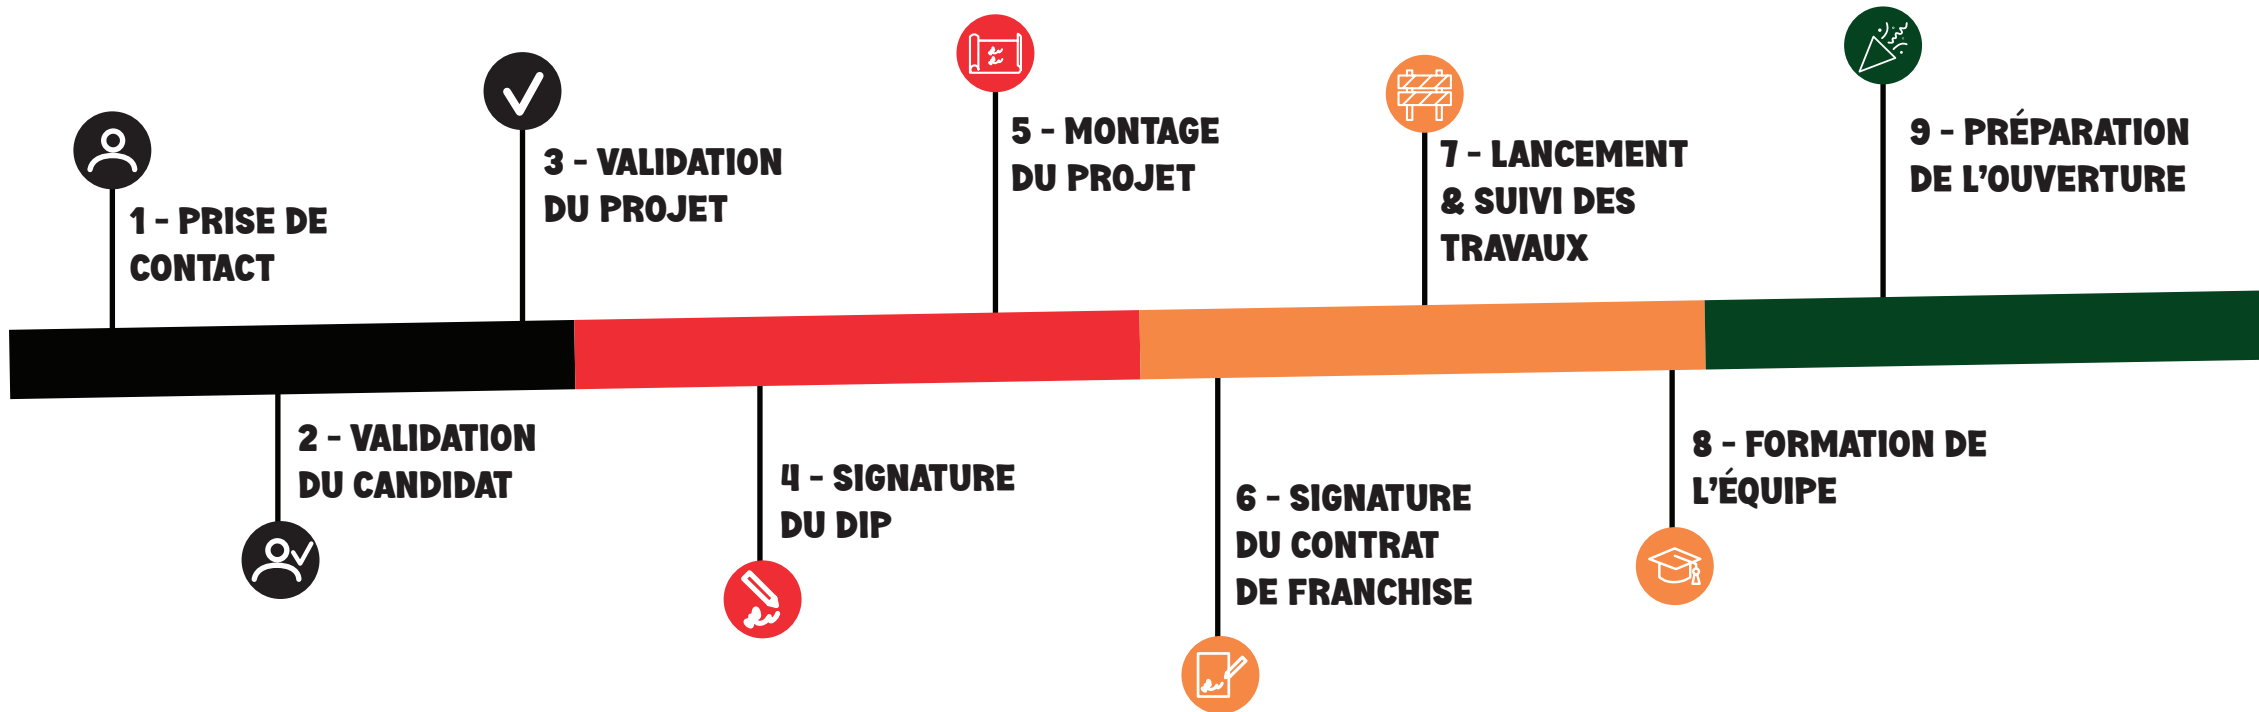 1 - PRISE DE
CONTACT
2 - VALIDATION
DU CANDIDAT
3 - VALIDATION
DU PROJET
4 - SIGNATURE
DU DIP
5 - MONTAGE
DU PROJET
6 - SIGNATURE
DU CONTRAT
DE FRANCHISE
7 - LANCEMENT
& SUIVI DES
TRAVAUX
8 - FORMATION DE
L'ÉQUIPE
9 - PRÉPARATION
DE L'OUVERTURE